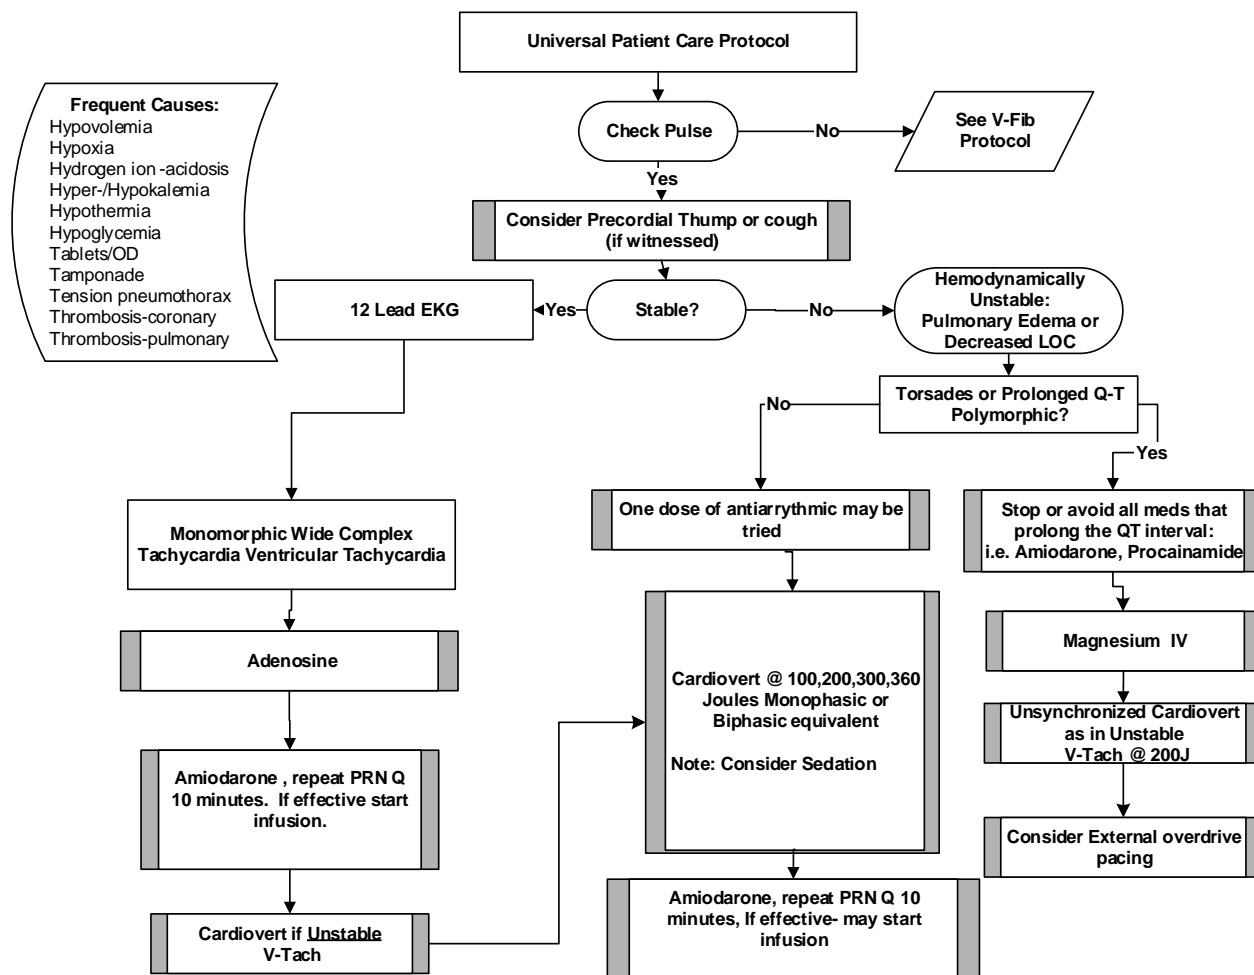 Universal Patient Care Protocol
Frequent Causes:
Hypovolemia
Hypoxia
Hydrogen ion -acidosis
Hyper-/Hypokalemia
Hypothermia
Hypoglycemia
Tablets/OD
Tamponade
Tension pneumothorax
Thrombosis-coronary
Thrombosis-pulmonary
Check Pulse
No
See V-Fib
Protocol
Yes
Consider Precordial Thump or cough
(if witnessed)
12 Lead EKG
Yes
Stable?
No
Hemodynamically
Unstable:
Pulmonary Edema or
Decreased LOC
Torsades or Prolonged Q-T
Polymorphic?
No
Yes
Monomorphic Wide Complex
Tachycardia Ventricular Tachycardia
One dose of antiarrythmic may be
tried
Stop or avoid all meds that
prolong the QT interval:
i.e. Amiodarone, Procainamide
Adenosine
Cardiovert @ 100,200,300,360
Joules Monophasic or
Biphasic equivalent
Note: Consider Sedation
Magnesium IV
Unsynchronized Cardiovert
as in Unstable
V-Tach @ 200J
Amiodarone , repeat PRN Q
10 minutes. If effective start
infusion.
Consider External overdrive
pacing
Cardiovert if Unstable
V-Tach
Amiodarone, repeat PRN Q 10
minutes, If effective- may start
infusion